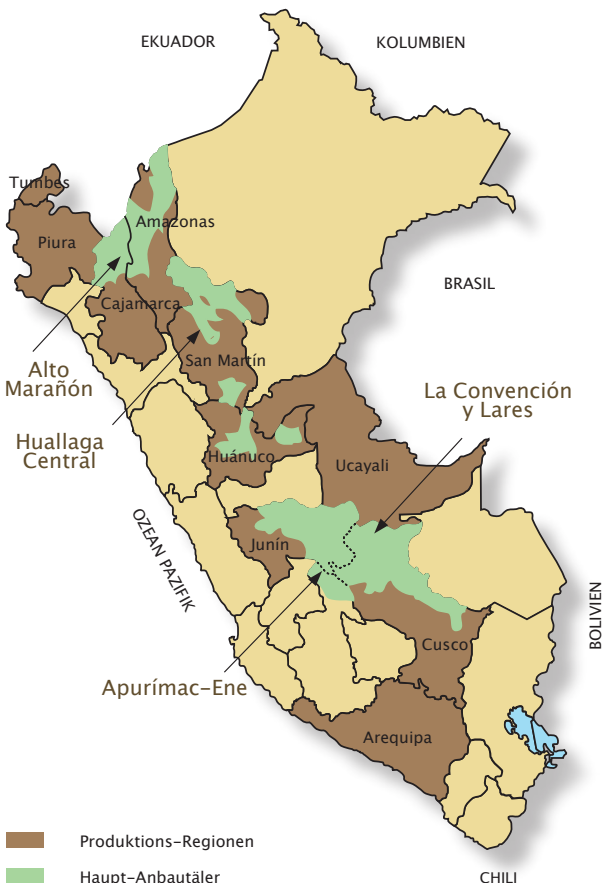 EKUADOR
KOLUMBIEN
Tumbes
Amazonas
Piura
BRASIL
Cajamarca
San Martín
Alto
Marañón
La Convención
y Lares
Huallaga
Central
Huánuco
Ucayali
OZEAN PAZIFIK
Junín
BOLIVIEN
Cusco
Apurímac-Ene
Arequipa
Produktions-Regionen
Haupt-Anbautäler
CHILI